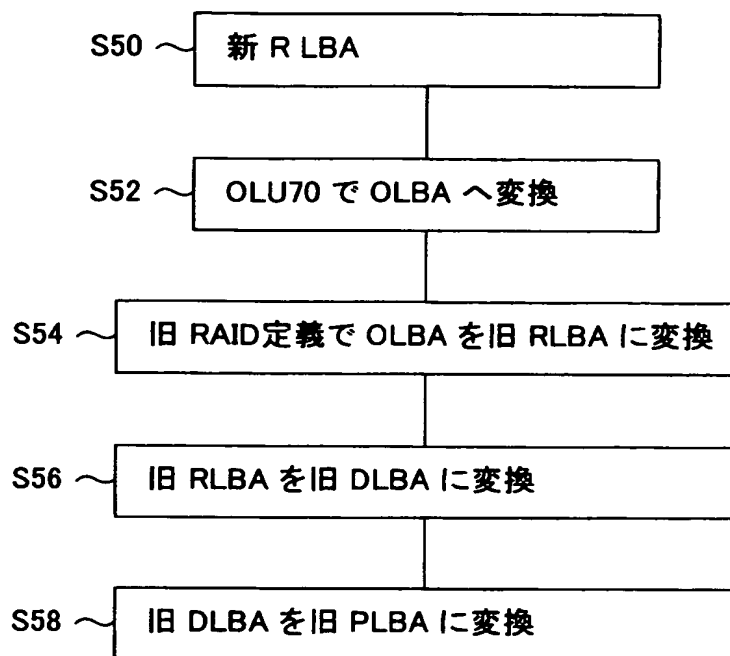 S50 新 R LBA
S52 OLU70 で OLBA へ変換
S54 旧 RAID定義で OLBA を旧 RLBA に変換
S56 旧 RLBA を旧 DLBA に変換
S58 旧 DLBA を旧 PLBA に変換